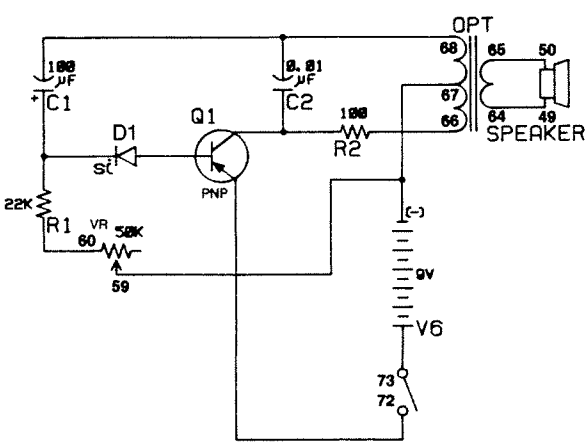 OPT
68
65
50
100
µF
+
C1
0.01
µF
C2
67
Q1
100
66
64
49
SPEAKER
D1
R2
Si
PNP
22K
R1
(-)
VR
60
50K
59
9V
V6
73
72